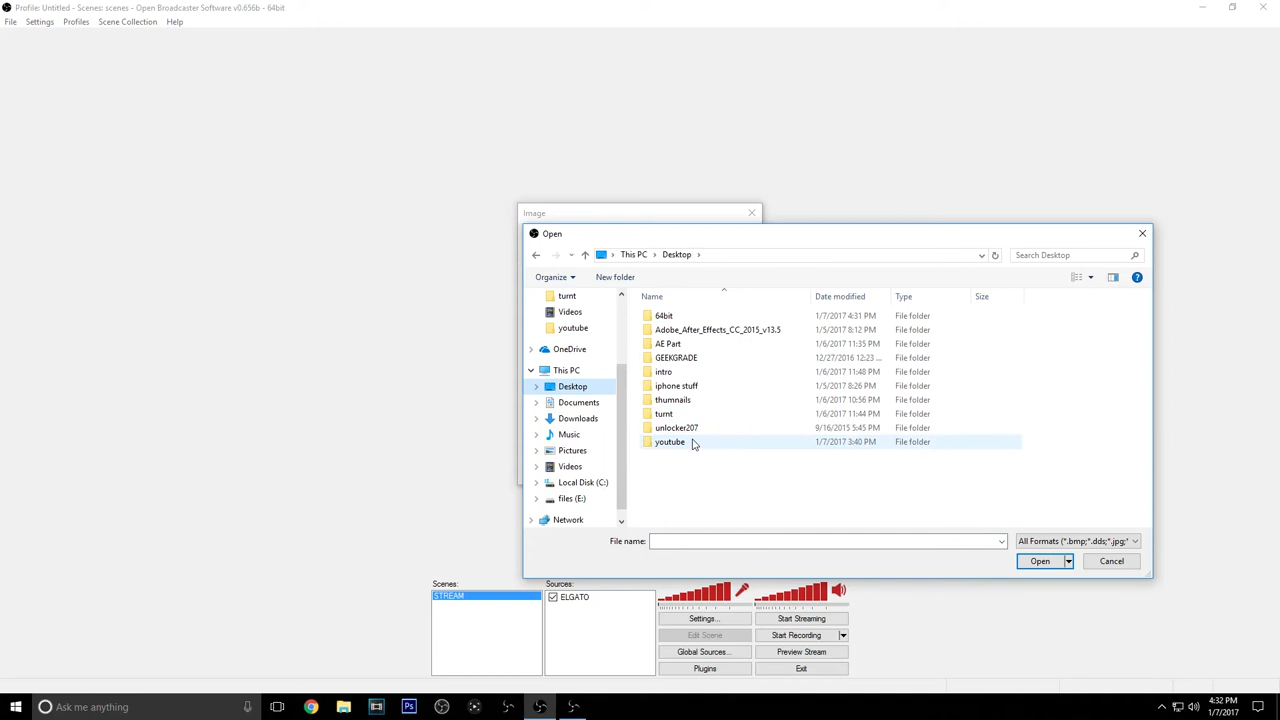 Profile: Untitled - Scenes: scenes - Open Broadcaster Software v0.656b - 64bit
File Settings Profiles Scene Collection Help
Image
Open
This PC Desktop
Search Desktop
Organize New folder
Name Date modified Type Size
turnt
Videos
youtube
OneDrive
This PC
Desktop
Documents
Downloads
Music
Pictures
Videos
Local Disk (C:)
files (E:)
Network
64bit 1/7/2017 4:31 PM File folder
Adobe_After_Effects_CC_2015_v13.5 1/5/2017 8:12 PM File folder
AE Part 1/6/2017 11:35 PM File folder
GEEKGRADE 12/27/2016 12:23 ... File folder
intro 1/6/2017 11:48 PM File folder
iphone stuff 1/5/2017 8:26 PM File folder
thumnails 1/6/2017 10:56 PM File folder
turnt 1/6/2017 11:44 PM File folder
unlocker207 9/16/2015 5:45 PM File folder
youtube 1/7/2017 3:40 PM File folder
File name: All Formats (*.bmp;*.dds;*.jpg;*
Open Cancel
Scenes: Sources:
STREAM
ELGATO
Settings... Start Streaming
Edit Scene Start Recording
Global Sources... Preview Stream
Plugins Exit
Ask me anything
4:32 PM
1/7/2017